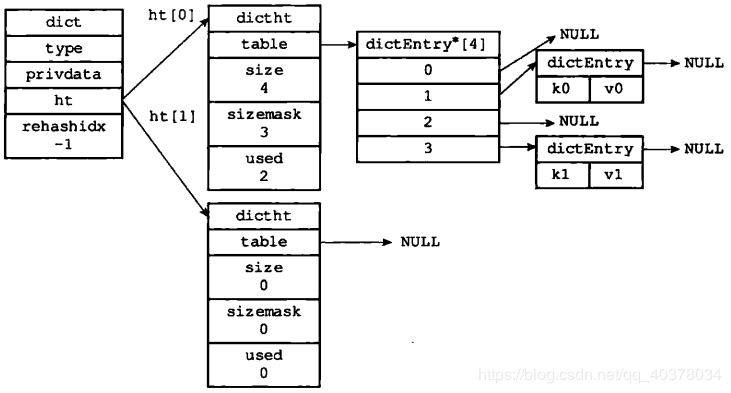 dict
type
privdata
ht
rehashidx
-1
ht[0]
ht[1]
dictht
table
size
4
sizemask
3
used
2
dictht
table
size
0
sizemask
0
used
0
NULL
dictEntry*[4]
0
1
2
3
NULL
NULL
dictEntry
k0 v0
NULL
dictEntry
k1 v1
NULL
https://blog.csdn.net/qq_40378034